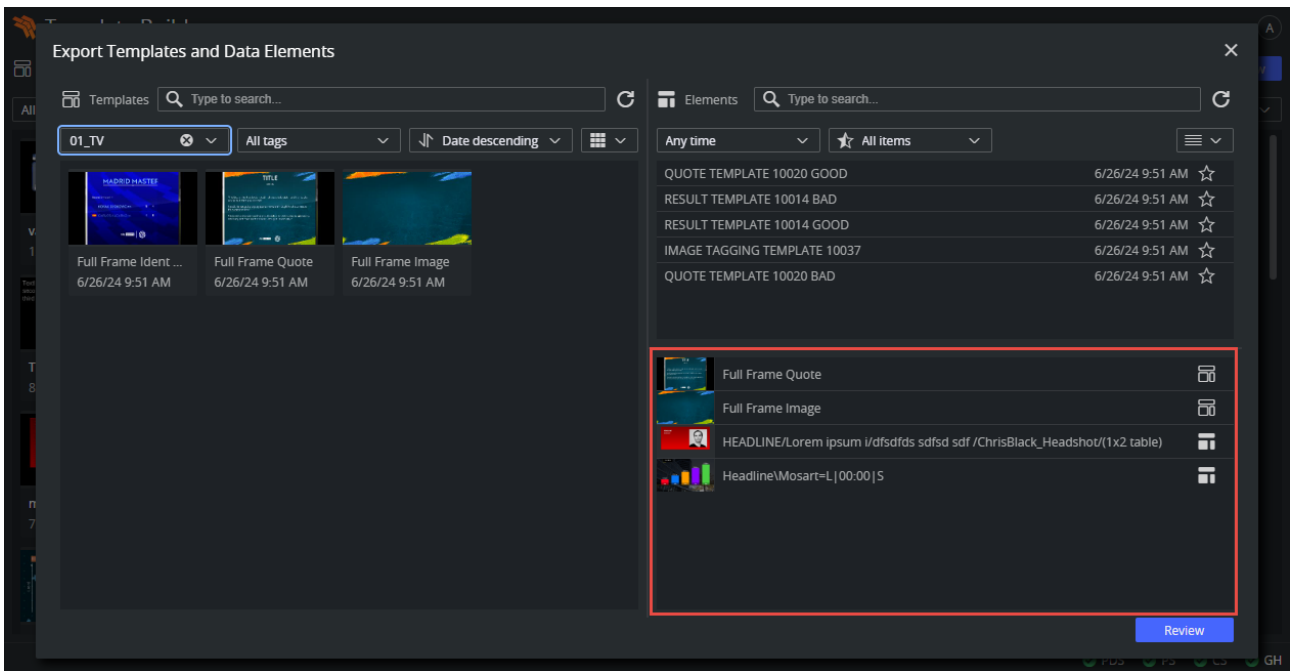 Export Templates and Data Elements
Templates
Type to search...
01_TV
All tags
Date descending
MADRID MASTER
TITLE
Full Frame Ident ...
6/26/24 9:51 AM
Full Frame Quote
6/26/24 9:51 AM
Full Frame Image
6/26/24 9:51 AM
Elements
Type to search...
Any time
All items
QUOTE TEMPLATE 10020 GOOD 6/26/24 9:51 AM
RESULT TEMPLATE 10014 BAD 6/26/24 9:51 AM
RESULT TEMPLATE 10014 GOOD 6/26/24 9:51 AM
IMAGE TAGGING TEMPLATE 10037 6/26/24 9:51 AM
QUOTE TEMPLATE 10020 BAD 6/26/24 9:51 AM
Full Frame Quote
Full Frame Image
HEADLINE/Lorem ipsum i/dfsdfds sdfsd sdf /ChrisBlack_Headshot/(1x2 table)
Headline\Mosart=L|00:00|S
Review
A
All
GH